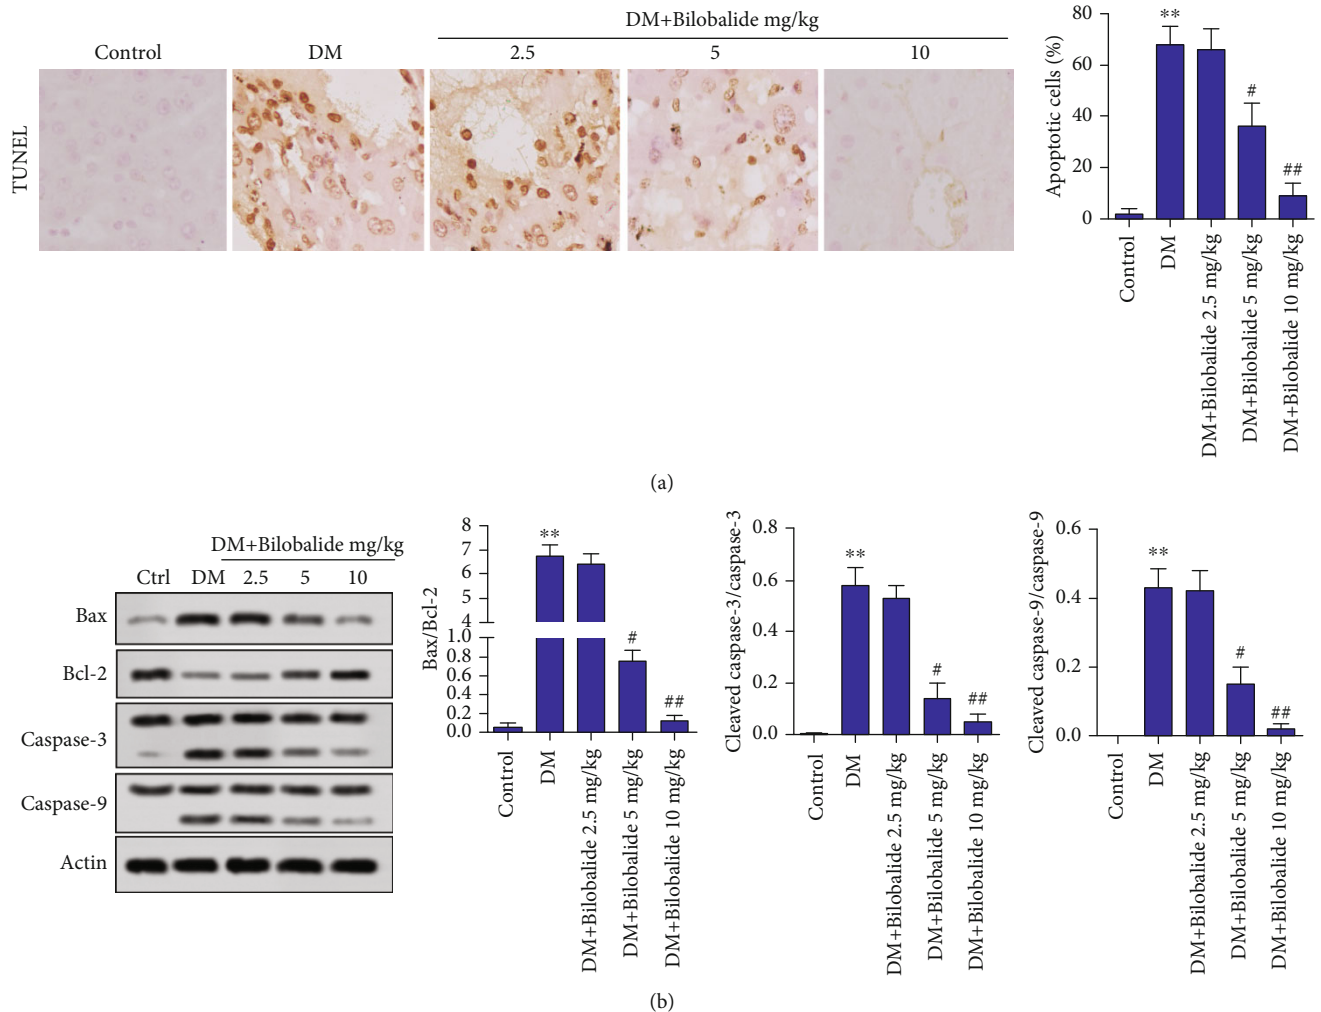 DM+Bilobalide mg/kg
Control DM 2.5 5 10
TUNEL
Apoptotic cells (%)
80
60
40
20
0
** # ##
Control
DM
DM+Bilobalide 2.5 mg/kg
DM+Bilobalide 5 mg/kg
DM+Bilobalide 10 mg/kg
(a)
DM+Bilobalide mg/kg
Ctrl DM 2.5 5 10
Bax
Bcl-2
Caspase-3
Caspase-9
Actin
Bax/Bcl-2
8
7
6
5
4
1.0
0.8
0.6
0.4
0.2
0.0
** # ##
Control
DM
DM+Bilobalide 2.5 mg/kg
DM+Bilobalide 5 mg/kg
DM+Bilobalide 10 mg/kg
Cleaved caspase-3/caspase-3
0.8
0.6
0.4
0.2
0.0
** # ##
Control
DM
DM+Bilobalide 2.5 mg/kg
DM+Bilobalide 5 mg/kg
DM+Bilobalide 10 mg/kg
Cleaved caspase-9/caspase-9
0.6
0.4
0.2
0.0
** # ##
Control
DM
DM+Bilobalide 2.5 mg/kg
DM+Bilobalide 5 mg/kg
DM+Bilobalide 10 mg/kg
(b)